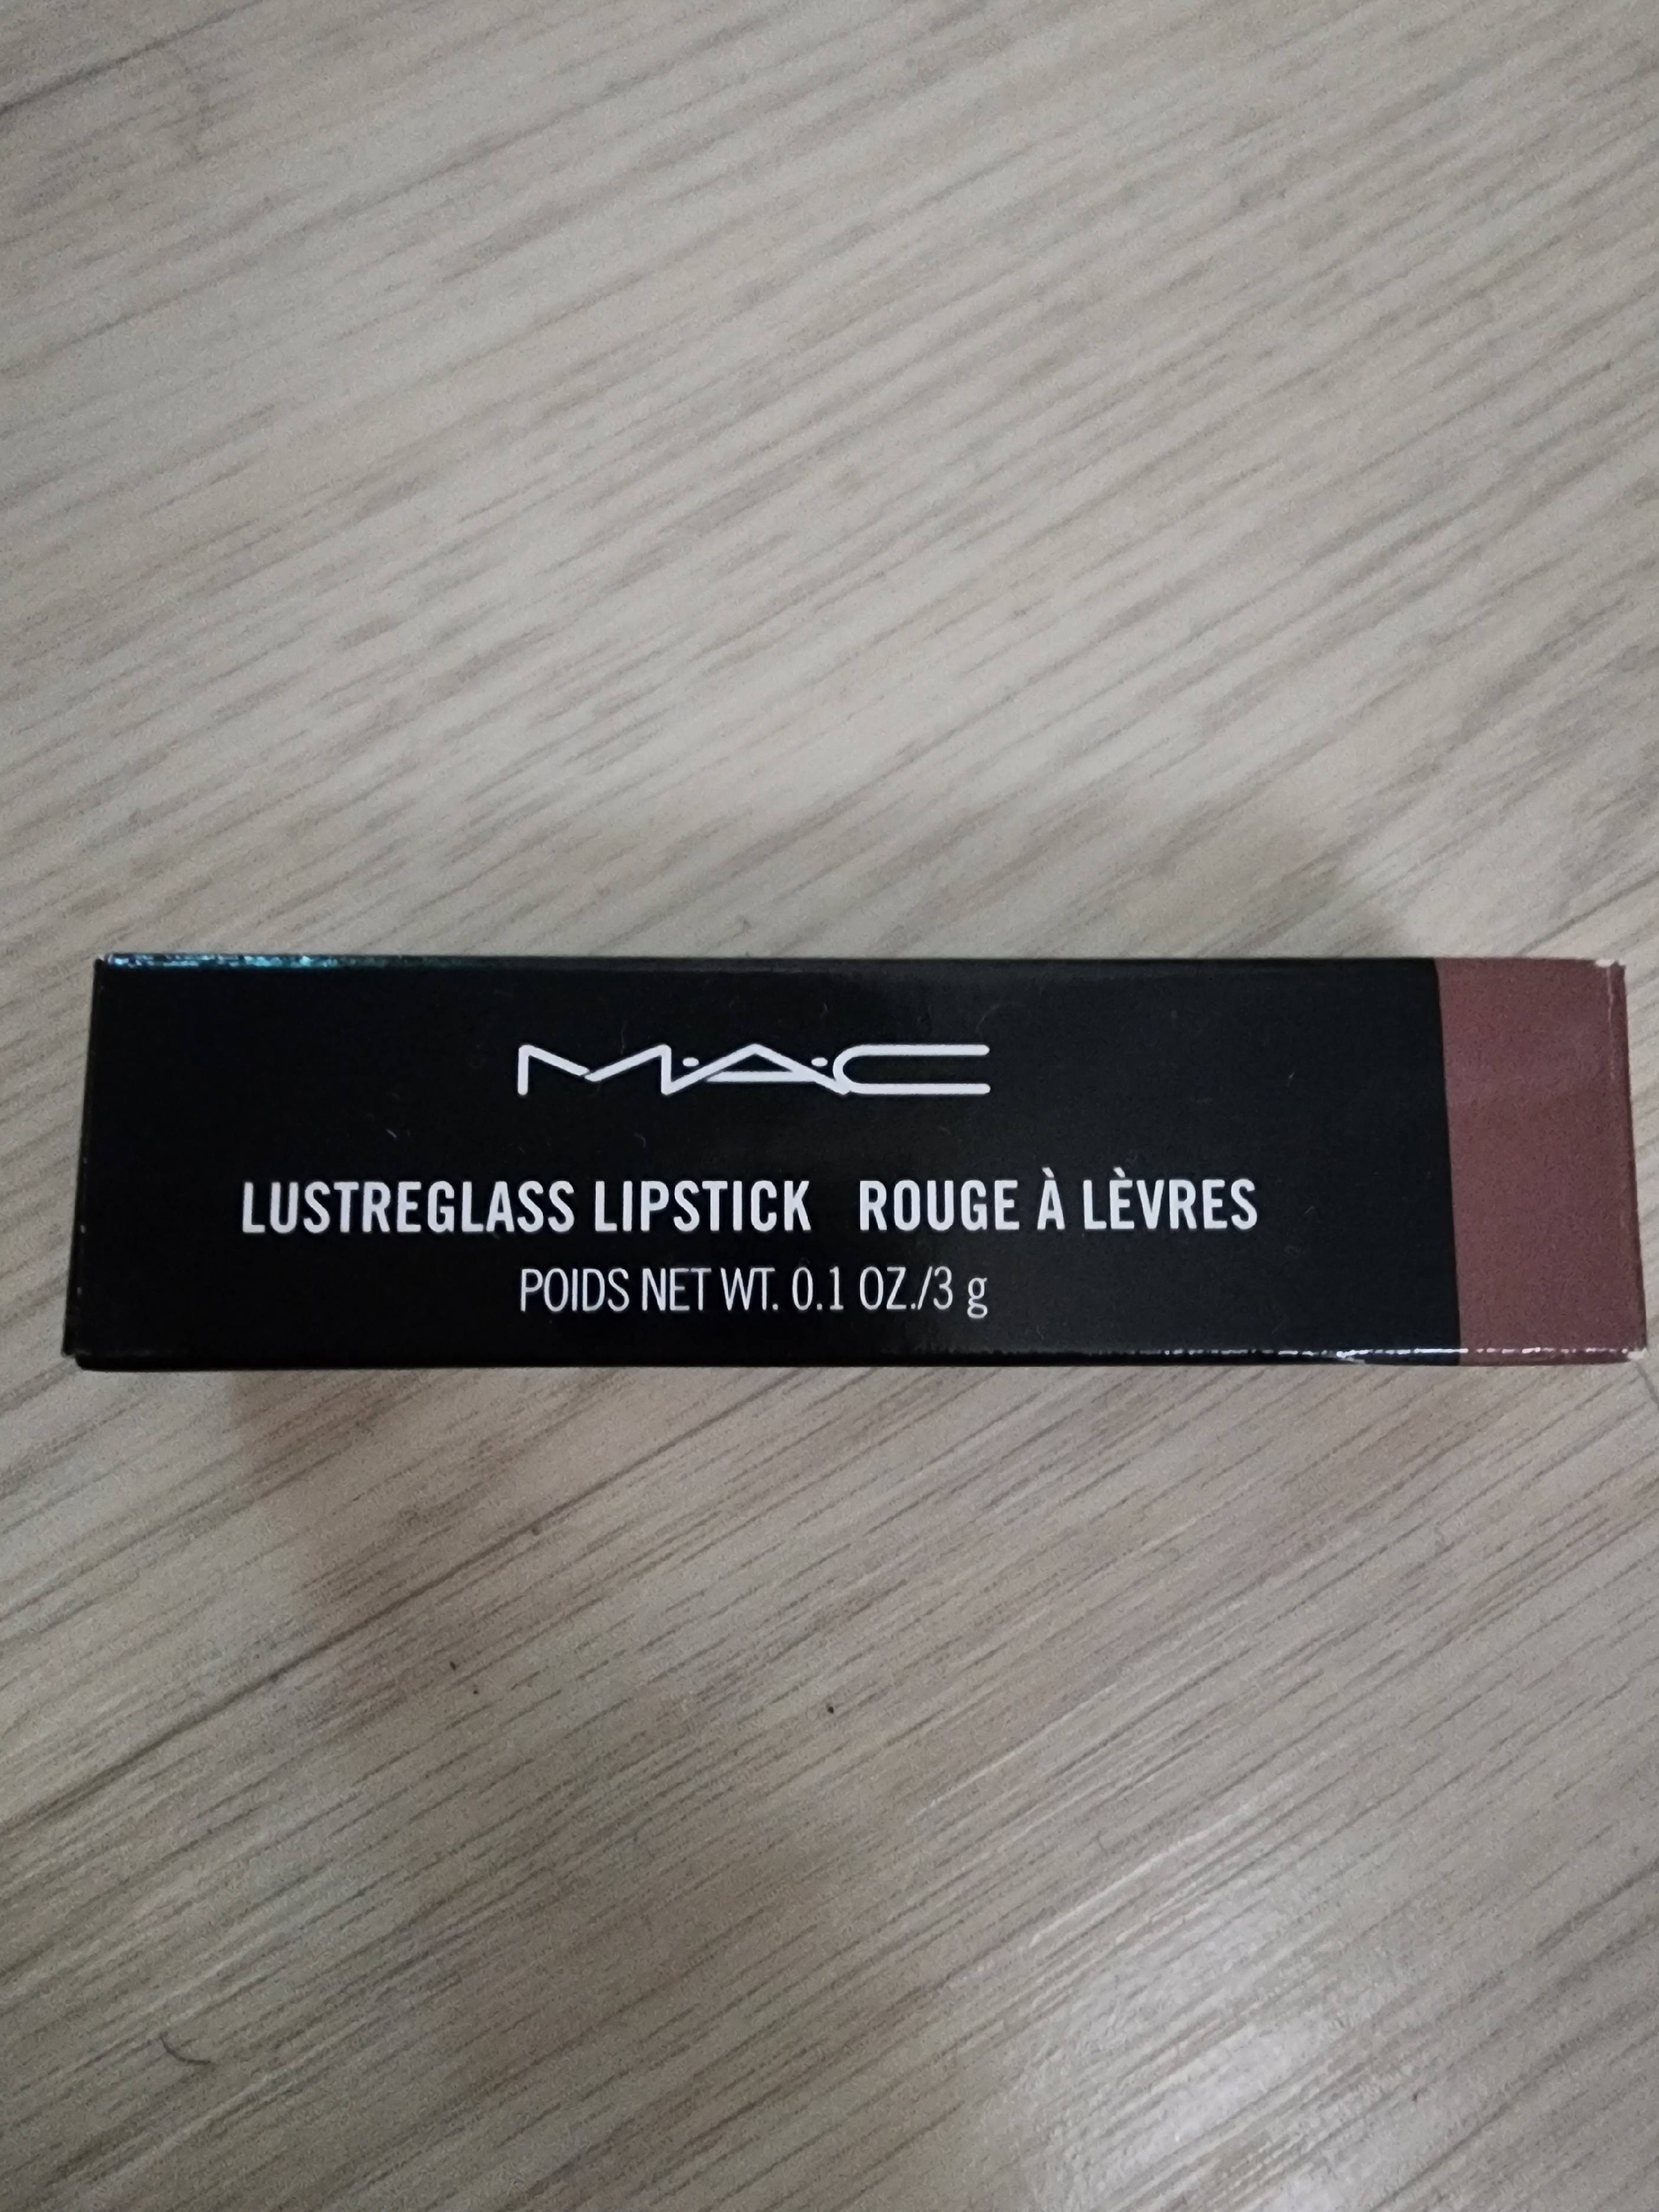 M·A·C
LUSTREGLASS LIPSTICK ROUGE À LÈVRES
POIDS NET WT. 0.1 OZ./3 g